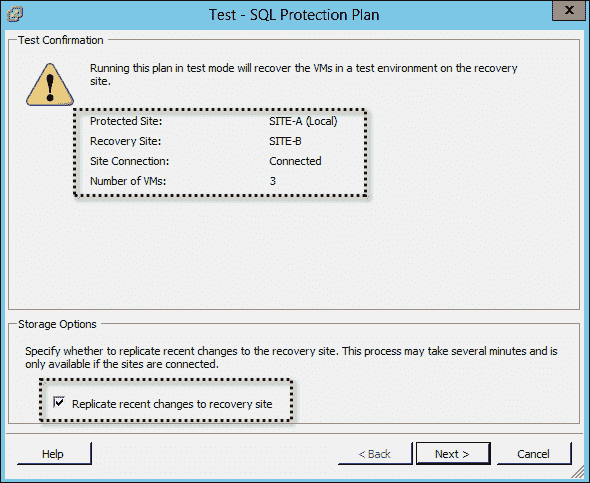 Test - SQL Protection Plan
x
Test Confirmation
Running this plan in test mode will recover the VMs in a test environment on the recovery
site.
Protected Site: SITE-A (Local)
Recovery Site: SITE-B
Site Connection: Connected
Number of VMs: 3
Storage Options
Specify whether to replicate recent changes to the recovery site. This process may take several minutes and is
only available if the sites are connected.
Replicate recent changes to recovery site
Help < Back Next > Cancel